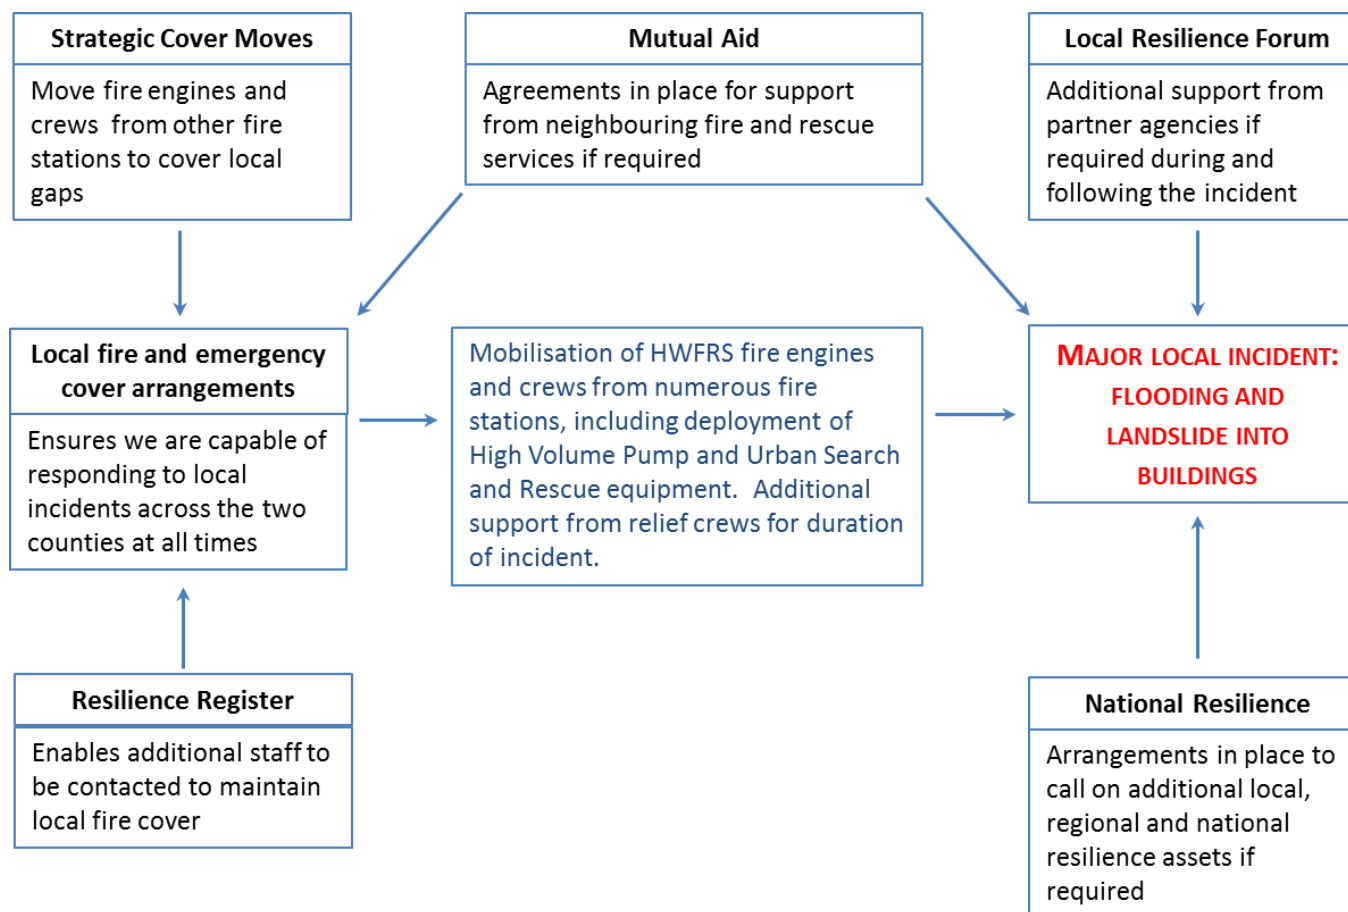 Strategic Cover Moves
Move fire engines and
crews from other fire
stations to cover local
gaps
Mutual Aid
Agreements in place for support
from neighbouring fire and rescue
services if required
Local Resilience Forum
Additional support from
partner agencies if
required during and
following the incident
Local fire and emergency
cover arrangements
Ensures we are capable of
responding to local
incidents across the two
counties at all times
Mobilisation of HWFRS fire engines
and crews from numerous fire
stations, including deployment of
High Volume Pump and Urban Search
and Rescue equipment. Additional
support from relief crews for duration
of incident.
MAJOR LOCAL INCIDENT:
FLOODING AND
LANDSLIDE INTO
BUILDINGS
Resilience Register
Enables additional staff to
be contacted to maintain
local fire cover
National Resilience
Arrangements in place to
call on additional local,
regional and national
resilience assets if
required